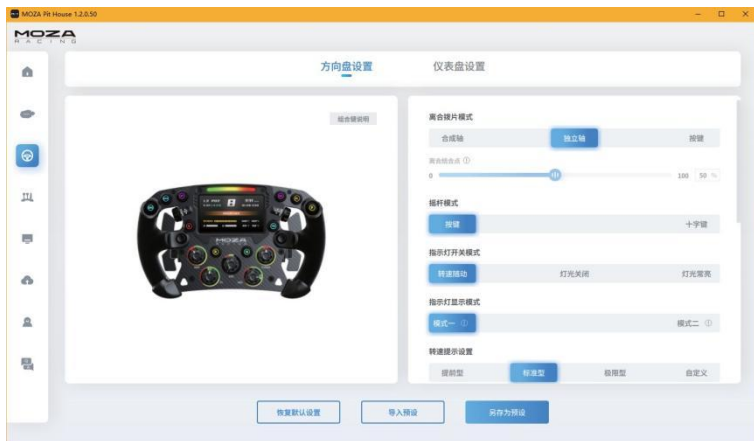 MOZA Pit House 1.2.0.50
MOZA
RACING
方向盘设置
仪表盘设置
组合键说明
离合拨片模式
合成轴
独立轴
按键
离合结合点
0
100
50 %
摇杆模式
按键
十字键
指示灯开关模式
转速随动
灯光关闭
灯光常亮
指示灯显示模式
模式一
模式二
转速提示设置
提前型
标准型
极限型
自定义
MOZA
恢复默认设置
导入预设
另存为预设